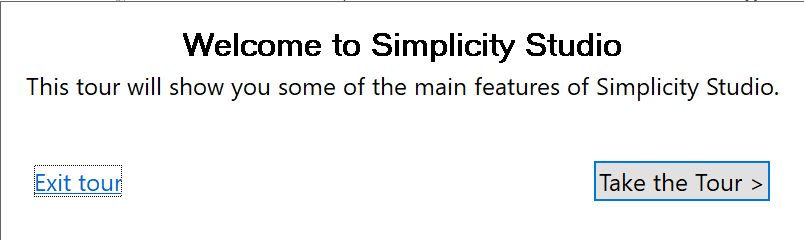 Welcome to Simplicity Studio
This tour will show you some of the main features of Simplicity Studio.
Exit tour
Take the Tour >